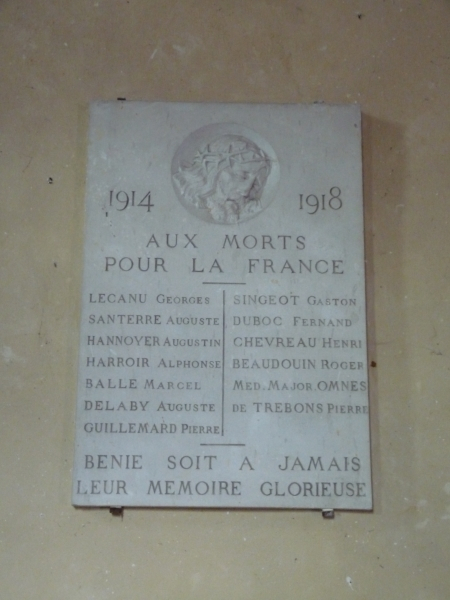 1914 1918
AUX MORTS
POUR LA FRANCE
LECANU GEORGES
SANTERRE AUGUSTE
HANNOYER AUGUSTIN
HARROIR ALPHONSE
BALLE MARCEL
DELABY AUGUSTE
GUILLEMARD PIERRE
SINGEOT GASTON
DUBOC FERNAND
CHEVREAU HENRI
BEAUDOUIN ROGER
MED. MAJOR. OMNES
DE TREBONS PIERRE
BENIE SOIT A JAMAIS
LEUR MEMOIRE GLORIEUSE